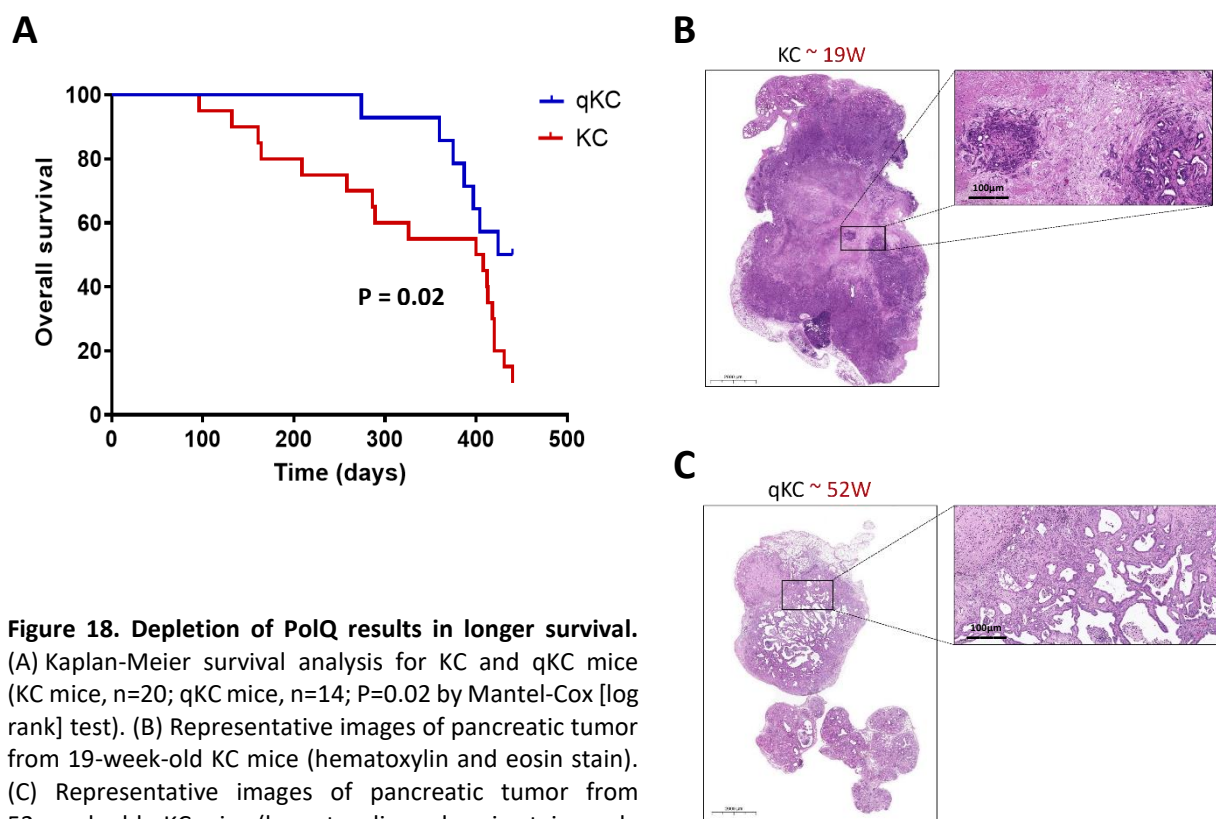 A
100
80
60
40
20
0
0
100
200
300
400
500
Overall survival
Time (days)
qKC
KC
P = 0.02
B
KC ~ 19W
100µm
2000 µm
C
qKC ~ 52W
100µm
2000 µm
Figure 18. Depletion of PolQ results in longer survival.
(A) Kaplan-Meier survival analysis for KC and qKC mice
(KC mice, n=20; qKC mice, n=14; P=0.02 by Mantel-Cox [log
rank] test). (B) Representative images of pancreatic tumor
from 19-week-old KC mice (hematoxylin and eosin stain).
(C) Representative images of pancreatic tumor from